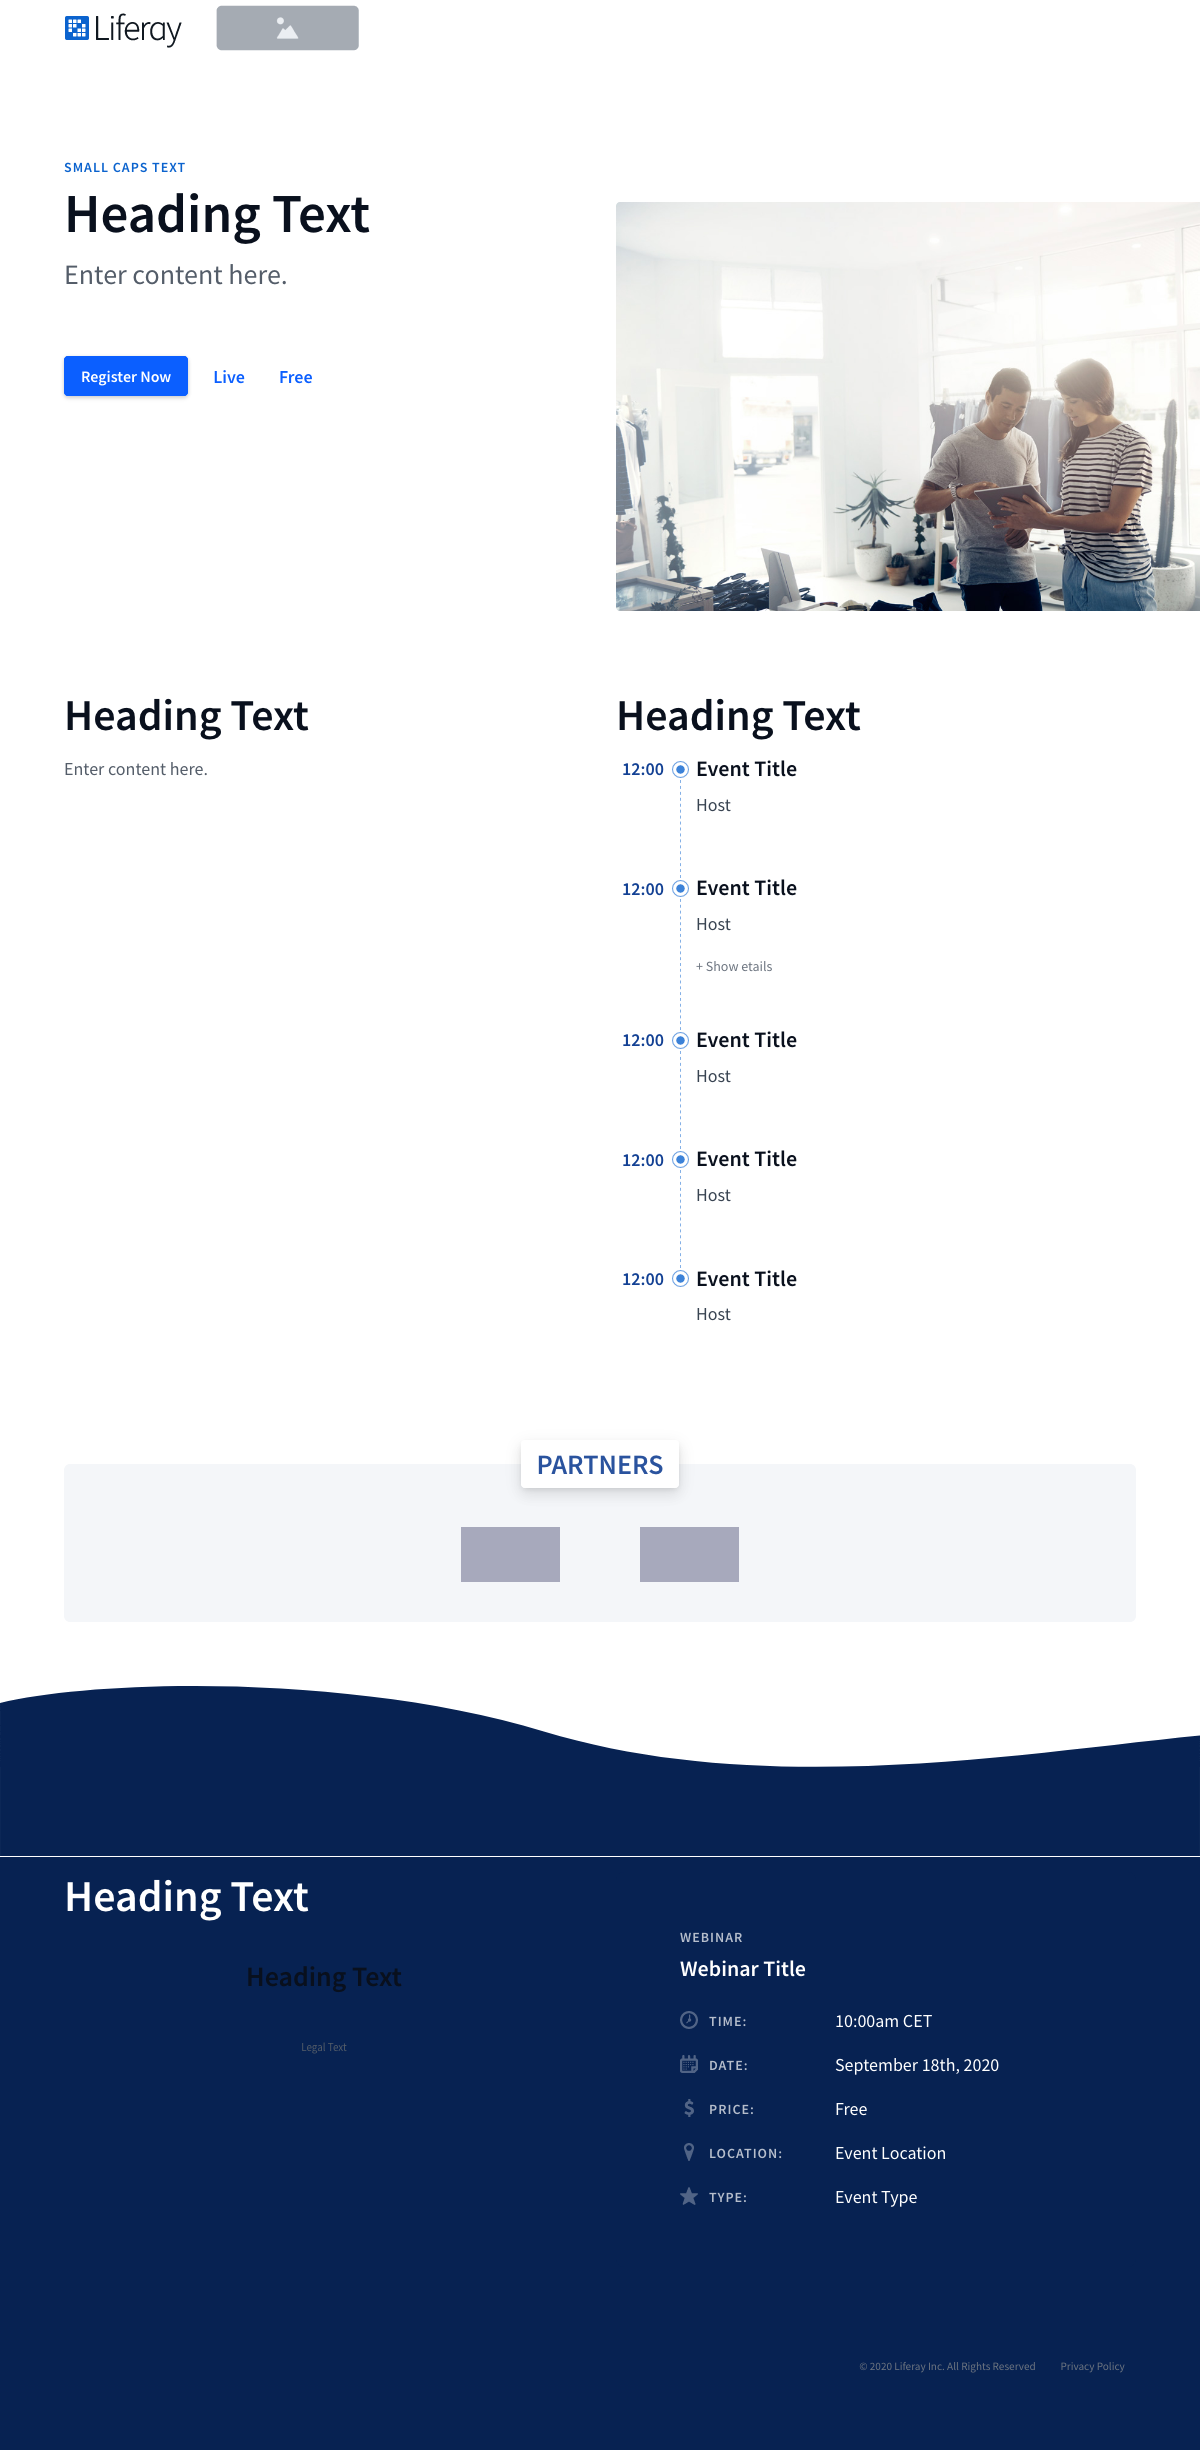 Liferay
SMALL CAPS TEXT
Heading Text
Enter content here.
Register Now
Live
Free
Heading Text
Enter content here.
Heading Text
12:00 Event Title
Host
12:00 Event Title
Host
+ Show etails
12:00 Event Title
Host
12:00 Event Title
Host
12:00 Event Title
Host
PARTNERS
Heading Text
Heading Text
Legal Text
WEBINAR
Webinar Title
TIME: 10:00am CET
DATE: September 18th, 2020
PRICE: Free
LOCATION: Event Location
TYPE: Event Type
© 2020 Liferay Inc. All Rights Reserved Privacy Policy